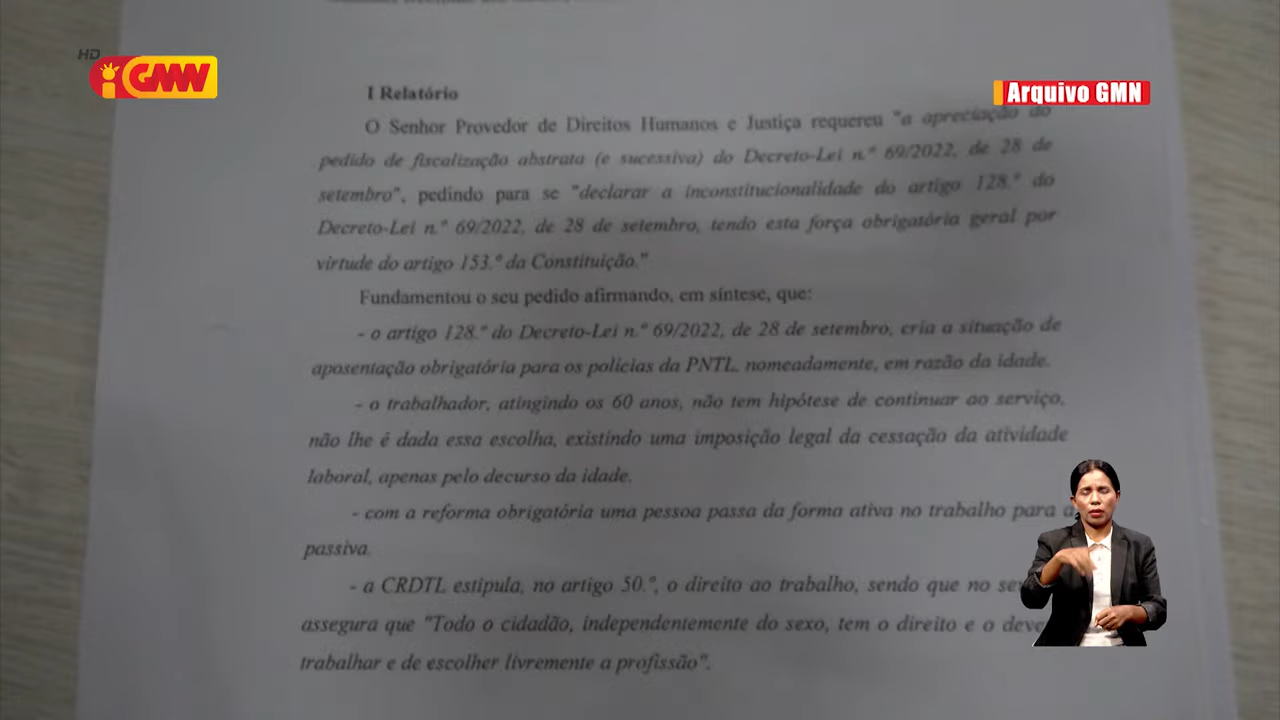 HD
GMN
Arquivo GMN
I Relatório
O Senhor Provedor de Direitos Humanos e Justiça requereu "a apreciação do
pedido de fiscalização abstrata (e sucessiva) do Decreto-Lei n.º 69/2022, de 28 de
setembro", pedindo para se "declarar a inconstitucionalidade do artigo 128.º do
Decreto-Lei n.º 69/2022, de 28 de setembro, tendo esta força obrigatória geral por
virtude do artigo 153.º da Constituição."
Fundamentou o seu pedido afirmando, em síntese, que:
- o artigo 128.º do Decreto-Lei n.º 69/2022, de 28 de setembro, cria a situação de
aposentação obrigatória para os polícias da PNTL, nomeadamente, em razão da idade.
- o trabalhador, atingindo os 60 anos, não tem hipótese de continuar ao serviço,
não lhe é dada essa escolha, existindo uma imposição legal da cessação da atividade
laboral, apenas pelo decurso da idade.
- com a reforma obrigatória uma pessoa passa da forma ativa no trabalho para a
passiva.
- a CRDTL estipula, no artigo 50.º, o direito ao trabalho, sendo que no
assegura que "Todo o cidadão, independentemente do sexo, tem o direito e o
trabalhar e de escolher livremente a profissão".